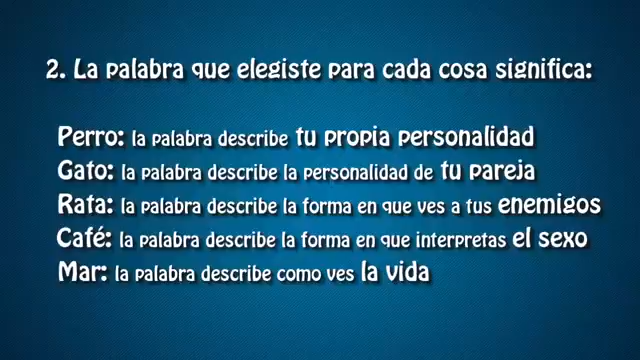 2. La palabra que elegiste para cada cosa significa:
Perro: la palabra describe tu propia personalidad
Gato: la palabra describe la personalidad de tu pareja
Rata: la palabra describe la forma en que ves a tus enemigos
Café: la palabra describe la forma en que interpretas el sexo
Mar: la palabra describe como ves la vida